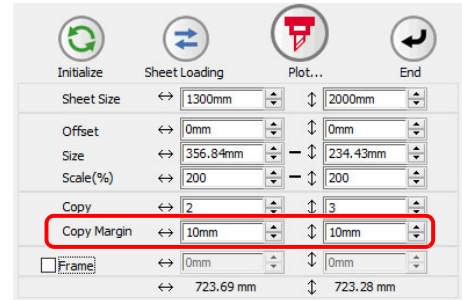 Initialize Sheet Loading Plot... End
Sheet Size ↔ 1300mm ↕ 2000mm
Offset ↔ 0mm ↕ 0mm
Size ↔ 356.84mm ↕ 234.43mm
Scale(%) ↔ 200 ↕ 200
Copy ↔ 2 ↕ 3
Copy Margin ↔ 10mm ↕ 10mm
Frame ↔ 0mm ↕ 0mm
↔ 723.69 mm ↕ 723.28 mm